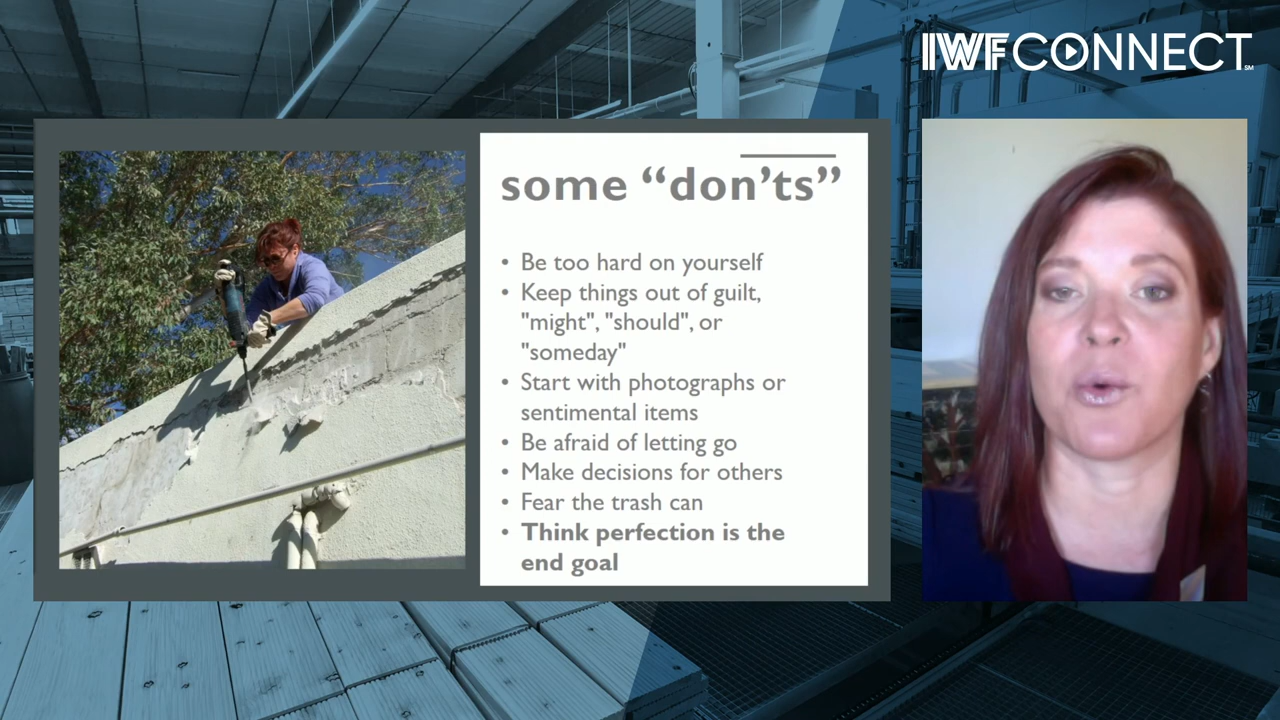 IWFCONNECT℠
some “don’ts”
• Be too hard on yourself
• Keep things out of guilt,
"might", "should", or
"someday"
• Start with photographs or
sentimental items
• Be afraid of letting go
• Make decisions for others
• Fear the trash can
• Think perfection is the
end goal